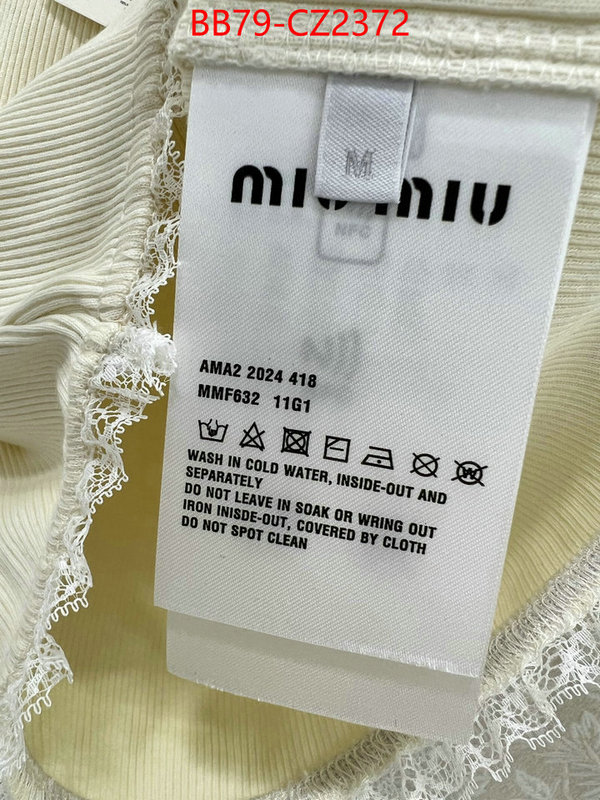 BB79-CZ2372
M
miu miu
NFC
AMA2 2024 418
MMF632 11G1
WASH IN COLD WATER, INSIDE-OUT AND
SEPARATELY
DO NOT LEAVE IN SOAK OR WRING OUT
IRON INISDE-OUT, COVERED BY CLOTH
DO NOT SPOT CLEAN